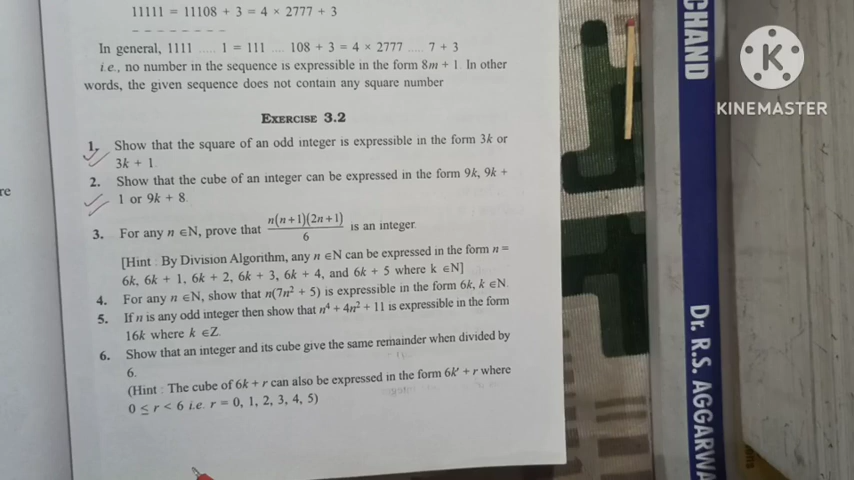 11111 = 11108 + 3 = 4 × 2777 + 3
In general, 1111 ..... 1 = 111 .... 108 + 3 = 4 × 2777 .... 7 + 3
i.e., no number in the sequence is expressible in the form 8m + 1. In other
words, the given sequence does not contain any square number
EXERCISE 3.2
1. Show that the square of an odd integer is expressible in the form 3k or
3k + 1.
2. Show that the cube of an integer can be expressed in the form 9k, 9k +
1 or 9k + 8.
3. For any n ∈N, prove that n(n+1)(2n+1)/6 is an integer.
[Hint : By Division Algorithm, any n ∈N can be expressed in the form n =
6k, 6k + 1, 6k + 2, 6k + 3, 6k + 4, and 6k + 5 where k ∈N]
4. For any n ∈N, show that n(7n² + 5) is expressible in the form 6k, k ∈N.
5. If n is any odd integer then show that n⁴ + 4n² + 11 is expressible in the form
16k where k ∈Z.
6. Show that an integer and its cube give the same remainder when divided by
6.
(Hint : The cube of 6k + r can also be expressed in the form 6k' + r where
0 ≤ r < 6 i.e. r = 0, 1, 2, 3, 4, 5)
re
CHAND
Dr. R.S. AGGARWA
ons
K
KINEMASTER